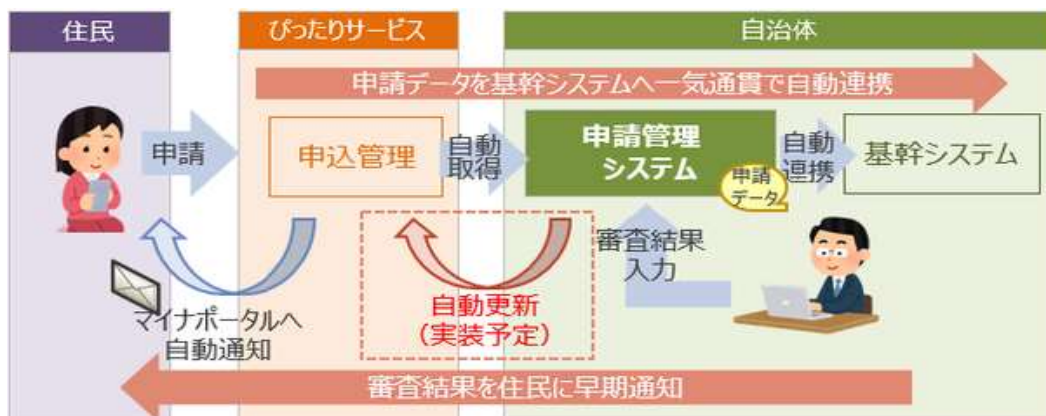 住民
ぴったりサービス
自治体
申請データを基幹システムへ一気通貫で自動連携
申請
申込管理
自動
取得
申請管理
システム
自動
連携
基幹システム
申請
データ
審査結果
入力
自動更新
（実装予定）
マイナポータルへ
自動通知
審査結果を住民に早期通知